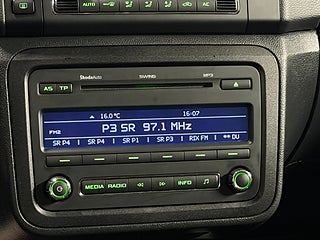 AUTO A/C
ŠkodaAuto SWING MP3
AS TP
16.0°C 16:07
P3 SR 97.1 MHz
FM2
SR P4 | SR P4 | SR P1 | SR P3 | RIX FM | ** DU
MEDIA RADIO INFO